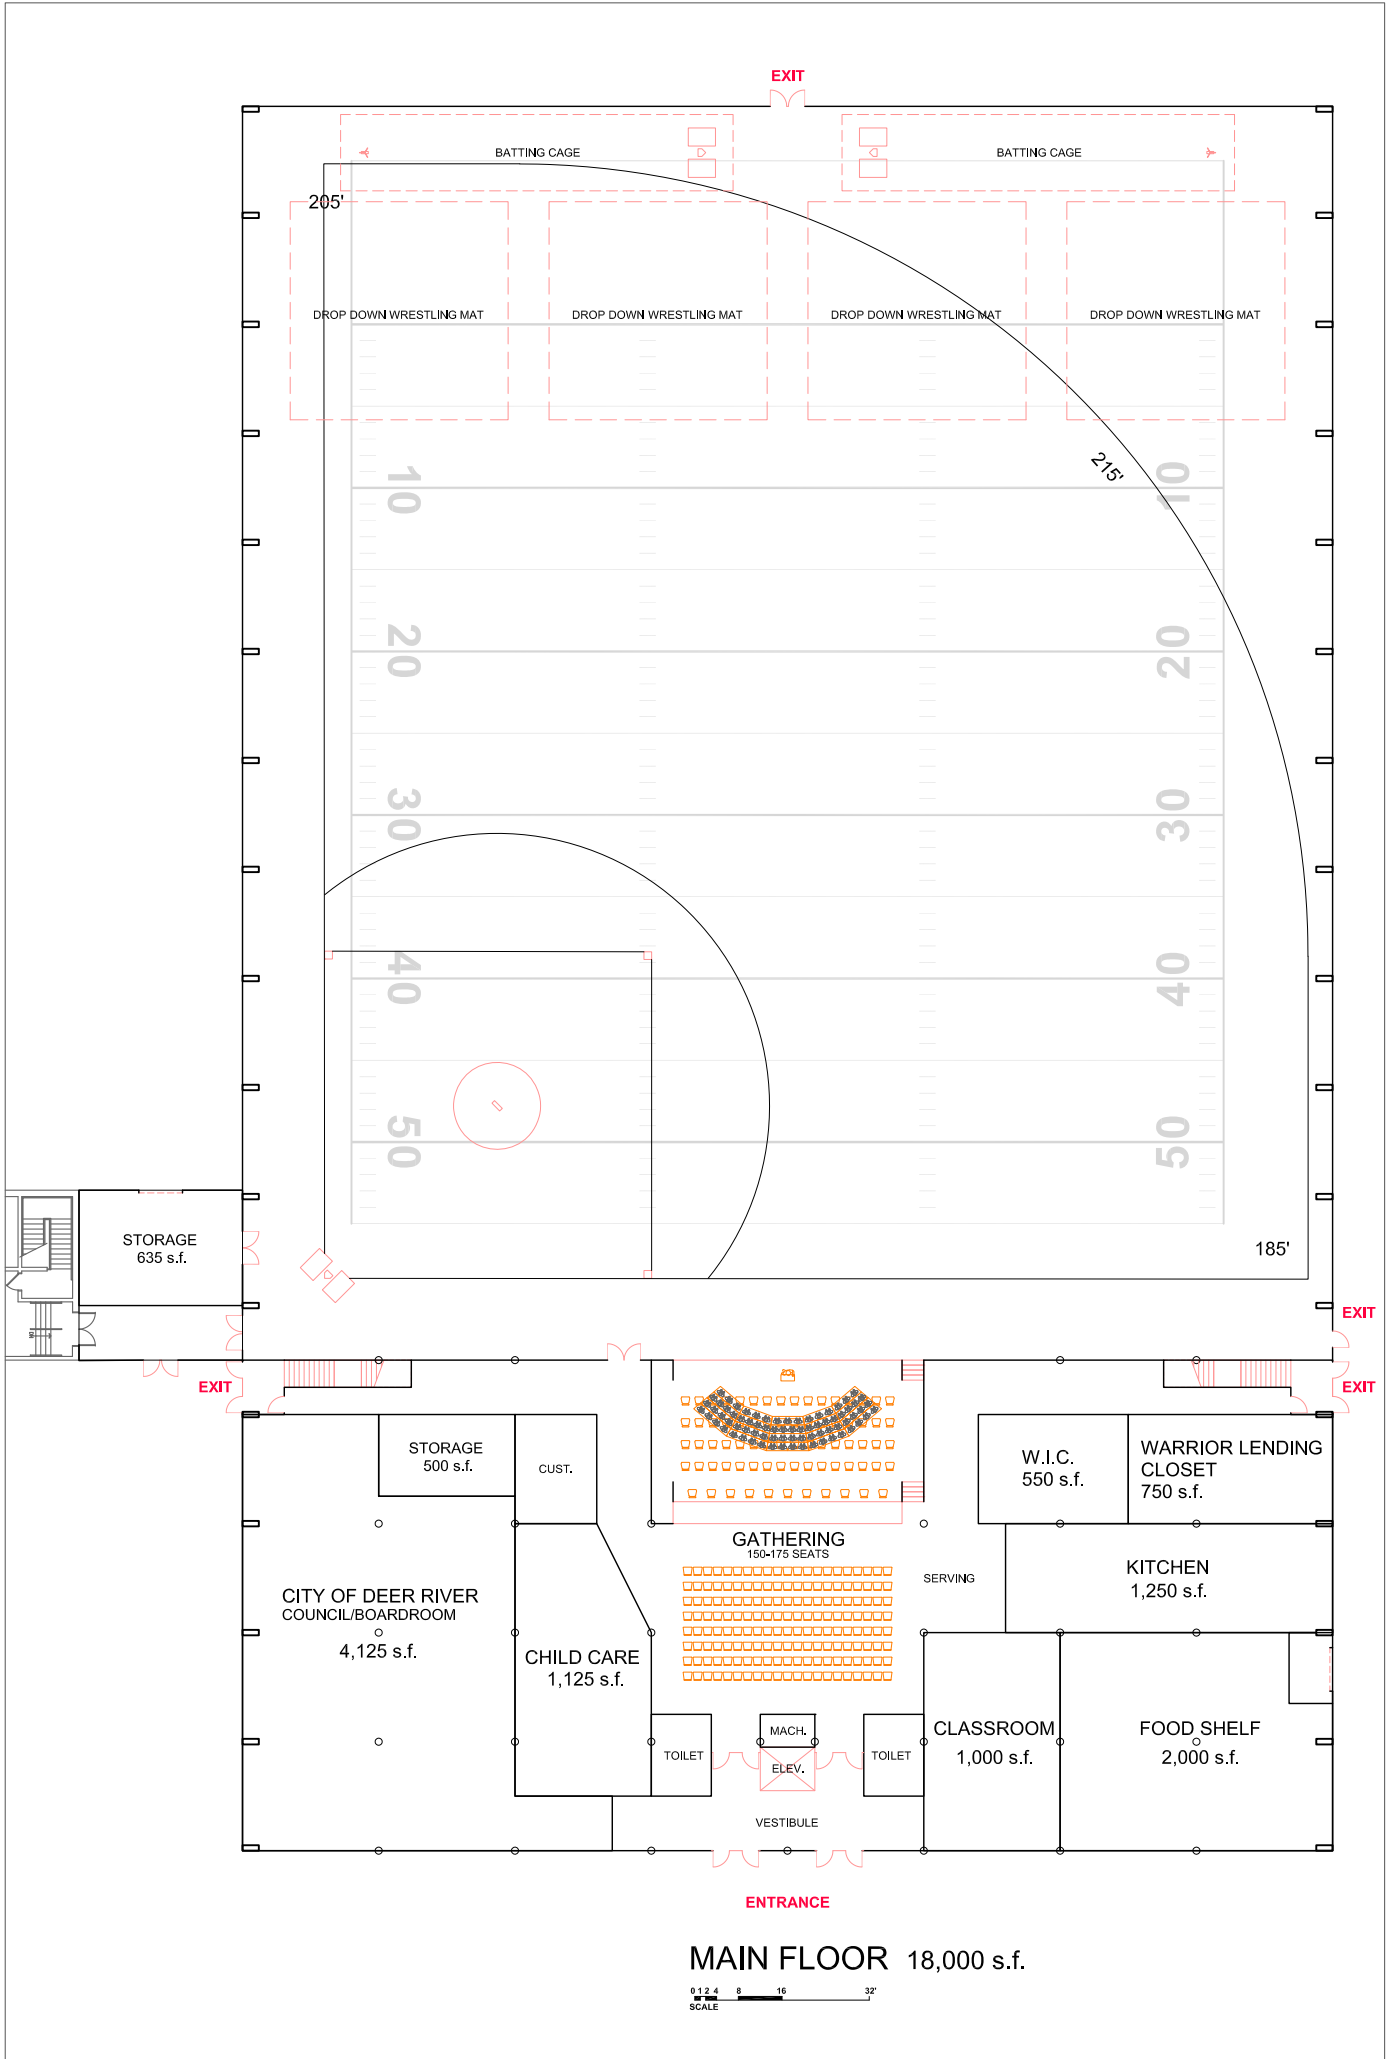 EXIT
BATTING CAGE
BATTING CAGE
205'
DROP DOWN WRESTLING MAT
DROP DOWN WRESTLING MAT
DROP DOWN WRESTLING MAT
DROP DOWN WRESTLING MAT
215'
10
10
20
20
30
30
40
40
50
50
STORAGE
635 s.f.
185'
EXIT
EXIT
EXIT
STORAGE
500 s.f.
CUST.
W.I.C.
550 s.f.
WARRIOR LENDING
CLOSET
750 s.f.
GATHERING
150-175 SEATS
SERVING
KITCHEN
1,250 s.f.
CITY OF DEER RIVER
COUNCIL/BOARDROOM
4,125 s.f.
CHILD CARE
1,125 s.f.
MACH.
TOILET
ELEV.
TOILET
CLASSROOM
1,000 s.f.
FOOD SHELF
2,000 s.f.
VESTIBULE
ENTRANCE
MAIN FLOOR 18,000 s.f.
0 1 2 4 8 16 32'
SCALE